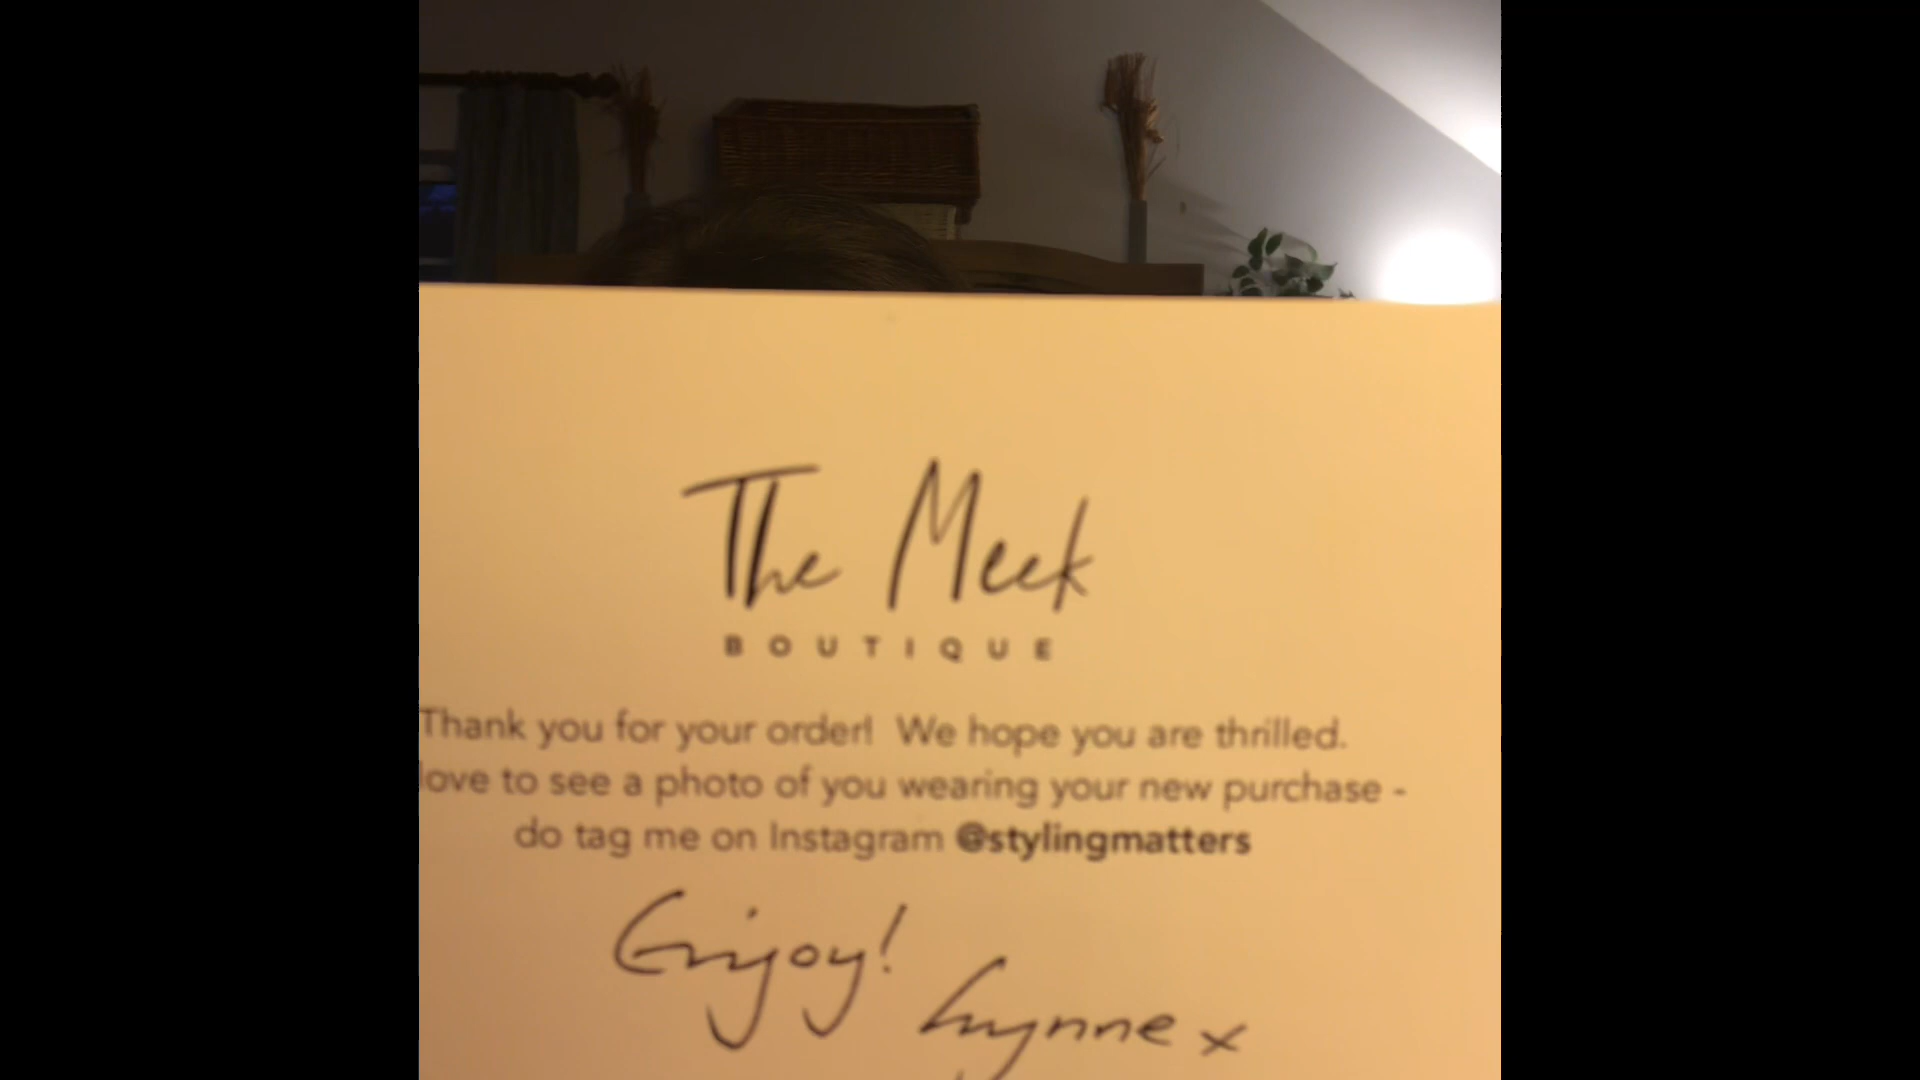 The Meek
BOUTIQUE
Thank you for your order! We hope you are thrilled.
love to see a photo of you wearing your new purchase -
do tag me on Instagram @stylingmatters
Enjoy!
Lynne x